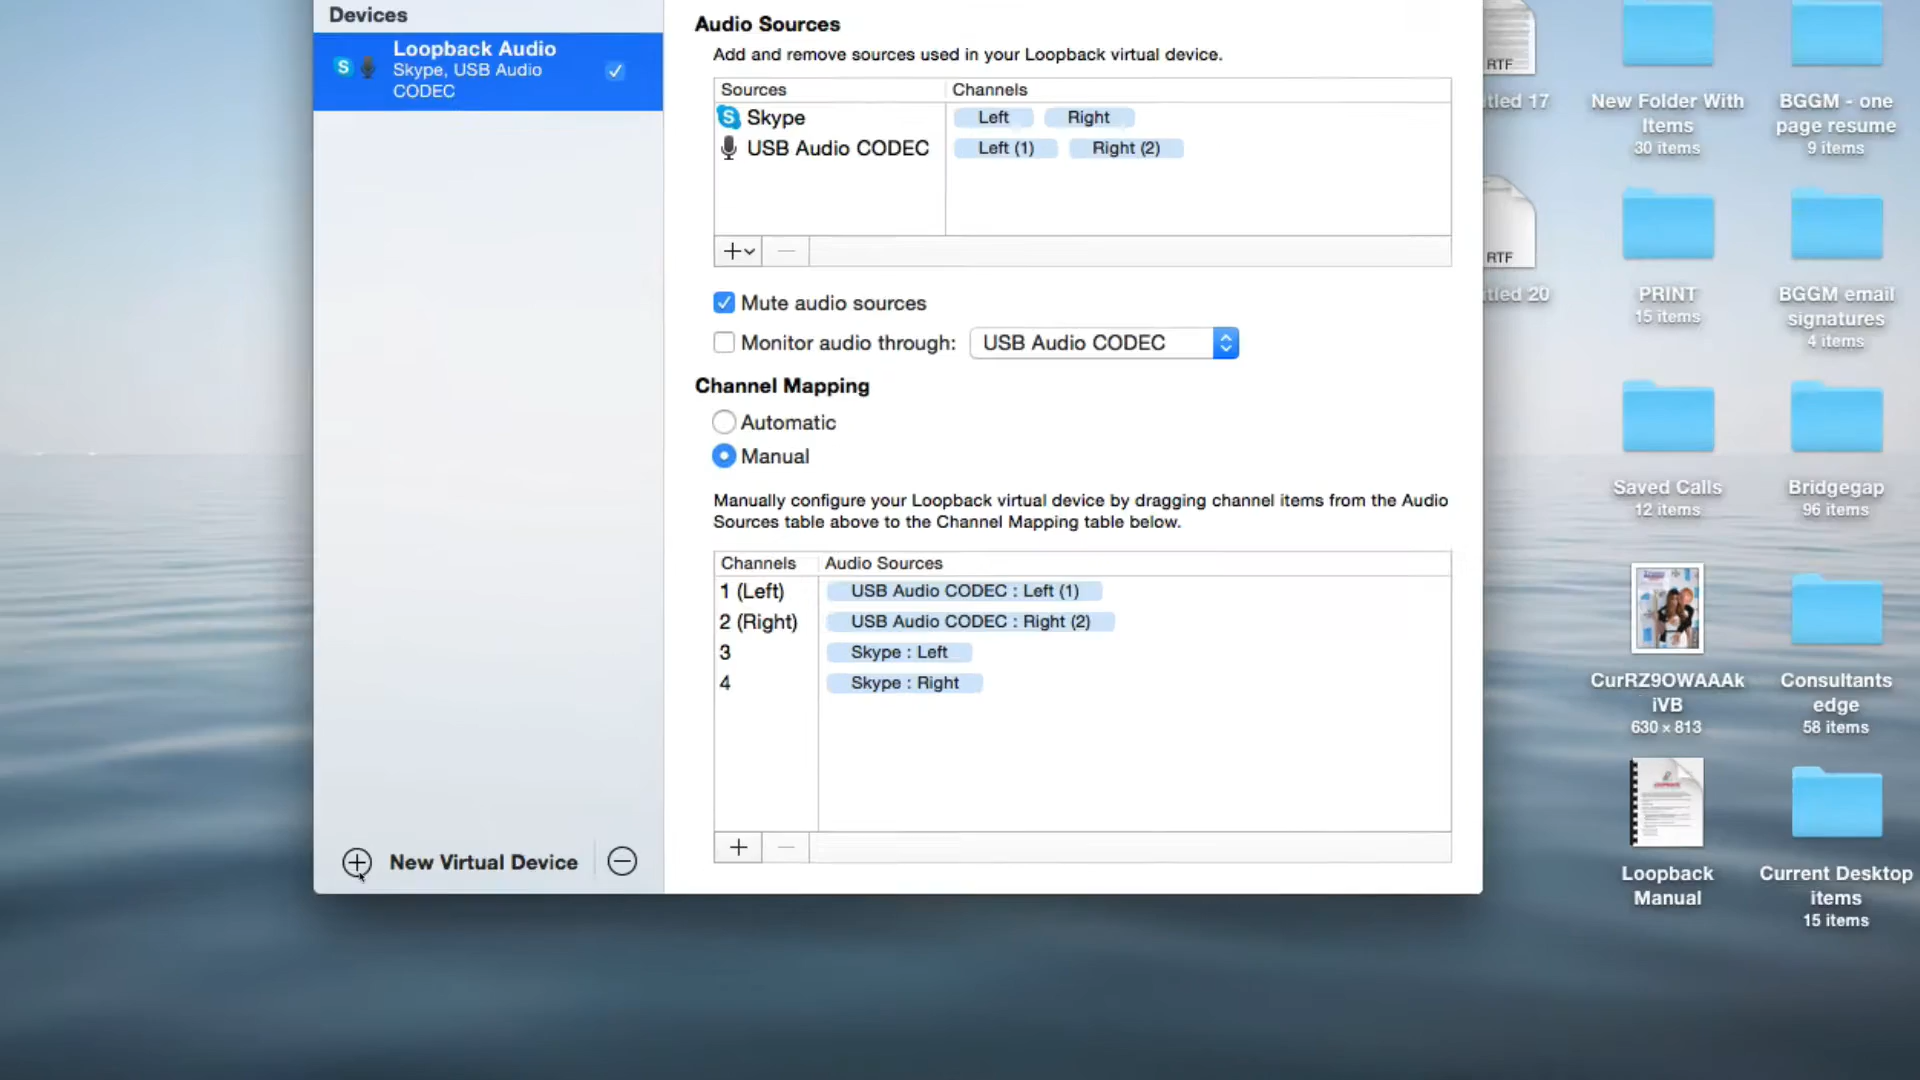 Devices
Loopback Audio
Skype, USB Audio
CODEC
New Virtual Device
Audio Sources
Add and remove sources used in your Loopback virtual device.
Sources Channels
Skype Left Right
USB Audio CODEC Left (1) Right (2)
Mute audio sources
Monitor audio through: USB Audio CODEC
Channel Mapping
Automatic
Manual
Manually configure your Loopback virtual device by dragging channel items from the Audio
Sources table above to the Channel Mapping table below.
Channels Audio Sources
1 (Left) USB Audio CODEC : Left (1)
2 (Right) USB Audio CODEC : Right (2)
3 Skype : Left
4 Skype : Right
RTF
17
RTF
20
New Folder With
Items
30 items
BGGM - one
page resume
9 items
PRINT
15 items
BGGM email
signatures
4 items
Saved Calls
12 items
Bridgegap
96 items
CurRZ9OWAAAk
iVB
630 × 813
Consultants
edge
58 items
Loopback
Manual
Current Desktop
items
15 items